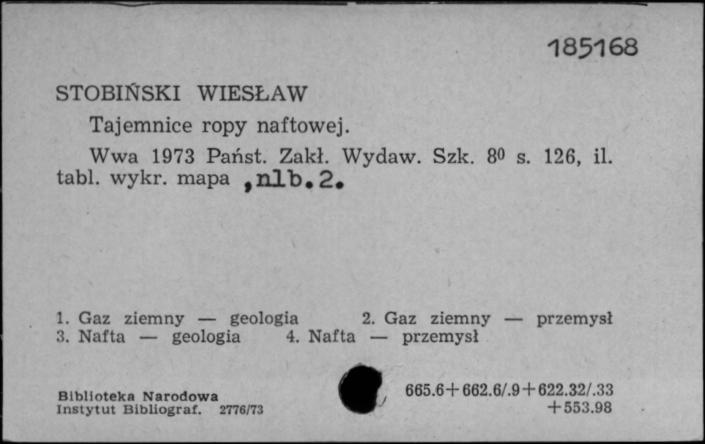 185168
STOBIŃSKI WIESŁAW
Tajemnice ropy naftowej.
Wwa 1973 Państ. Zakł. Wydaw. Szk. 8⁰ s. 126, il.
tabl. wykr. mapa ,nlb.2.
1. Gaz ziemny — geologia 2. Gaz ziemny — przemysł
3. Nafta — geologia 4. Nafta — przemysł
Biblioteka Narodowa
Instytut Bibliograf. 2776/73
665.6+662.6/.9+622.32/.33
+553.98